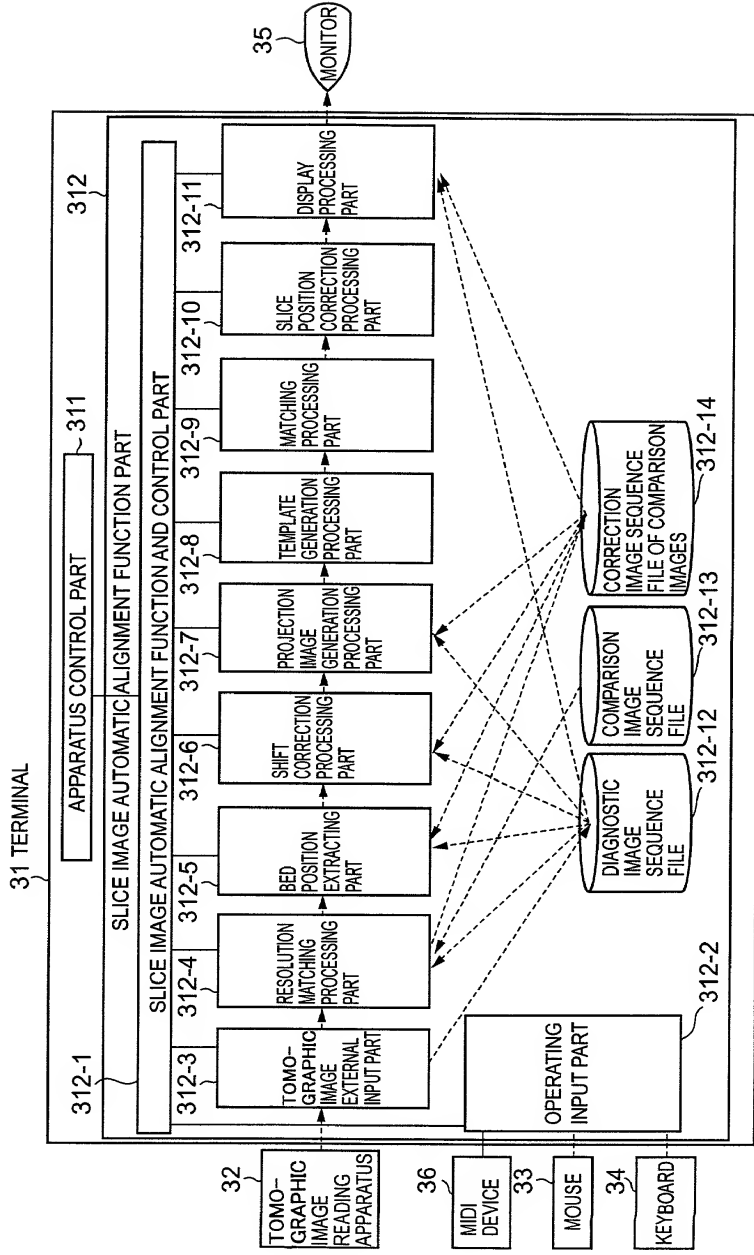 31 TERMINAL
APPARATUS CONTROL PART
311
312
SLICE IMAGE AUTOMATIC ALIGNMENT FUNCTION PART
312-1
SLICE IMAGE AUTOMATIC ALIGNMENT FUNCTION AND CONTROL PART
312-3
312-4
312-5
312-6
312-7
312-8
312-9
312-10
312-11
32
TOMO-
GRAPHIC
IMAGE
READING
APPARATUS
TOMO-
GRAPHIC
IMAGE
EXTERNAL
INPUT PART
RESOLUTION
MATCHING
PROCESSING
PART
BED
POSITION
EXTRACTING
PART
SHIFT
CORRECTION
PROCESSING
PART
PROJECTION
IMAGE
GENERATION
PROCESSING
PART
TEMPLATE
GENERATION
PROCESSING
PART
MATCHING
PROCESSING
PART
SLICE
POSITION
CORRECTION
PROCESSING
PART
DISPLAY
PROCESSING
PART
35
MONITOR
36
MIDI
DEVICE
33
MOUSE
34
KEYBOARD
OPERATING
INPUT PART
312-2
DIAGNOSTIC
IMAGE
SEQUENCE
FILE
312-12
COMPARISON
IMAGE
SEQUENCE
FILE
312-13
CORRECTION
IMAGE SEQUENCE
FILE OF COMPARISON
IMAGES
312-14